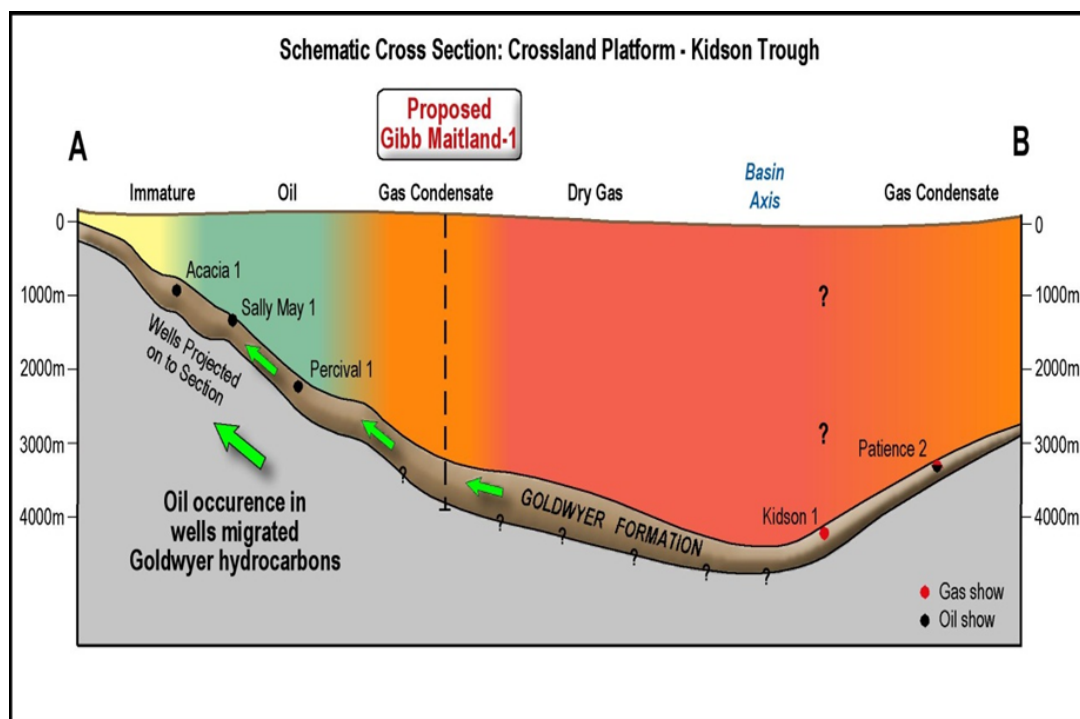 Schematic Cross Section: Crossland Platform - Kidson Trough
Proposed
Gibb Maitland-1
A
B
Immature
Oil
Gas Condensate
Dry Gas
Basin
Axis
Gas Condensate
0
1000m
2000m
3000m
4000m
0
1000m
2000m
3000m
4000m
Acacia 1
Sally May 1
Percival 1
Wells Projected
on to Section
Oil occurence in
wells migrated
Goldwyer hydrocarbons
GOLDWYER FORMATION
?
?
?
?
?
?
?
?
Patience 2
Kidson 1
Gas show
Oil show